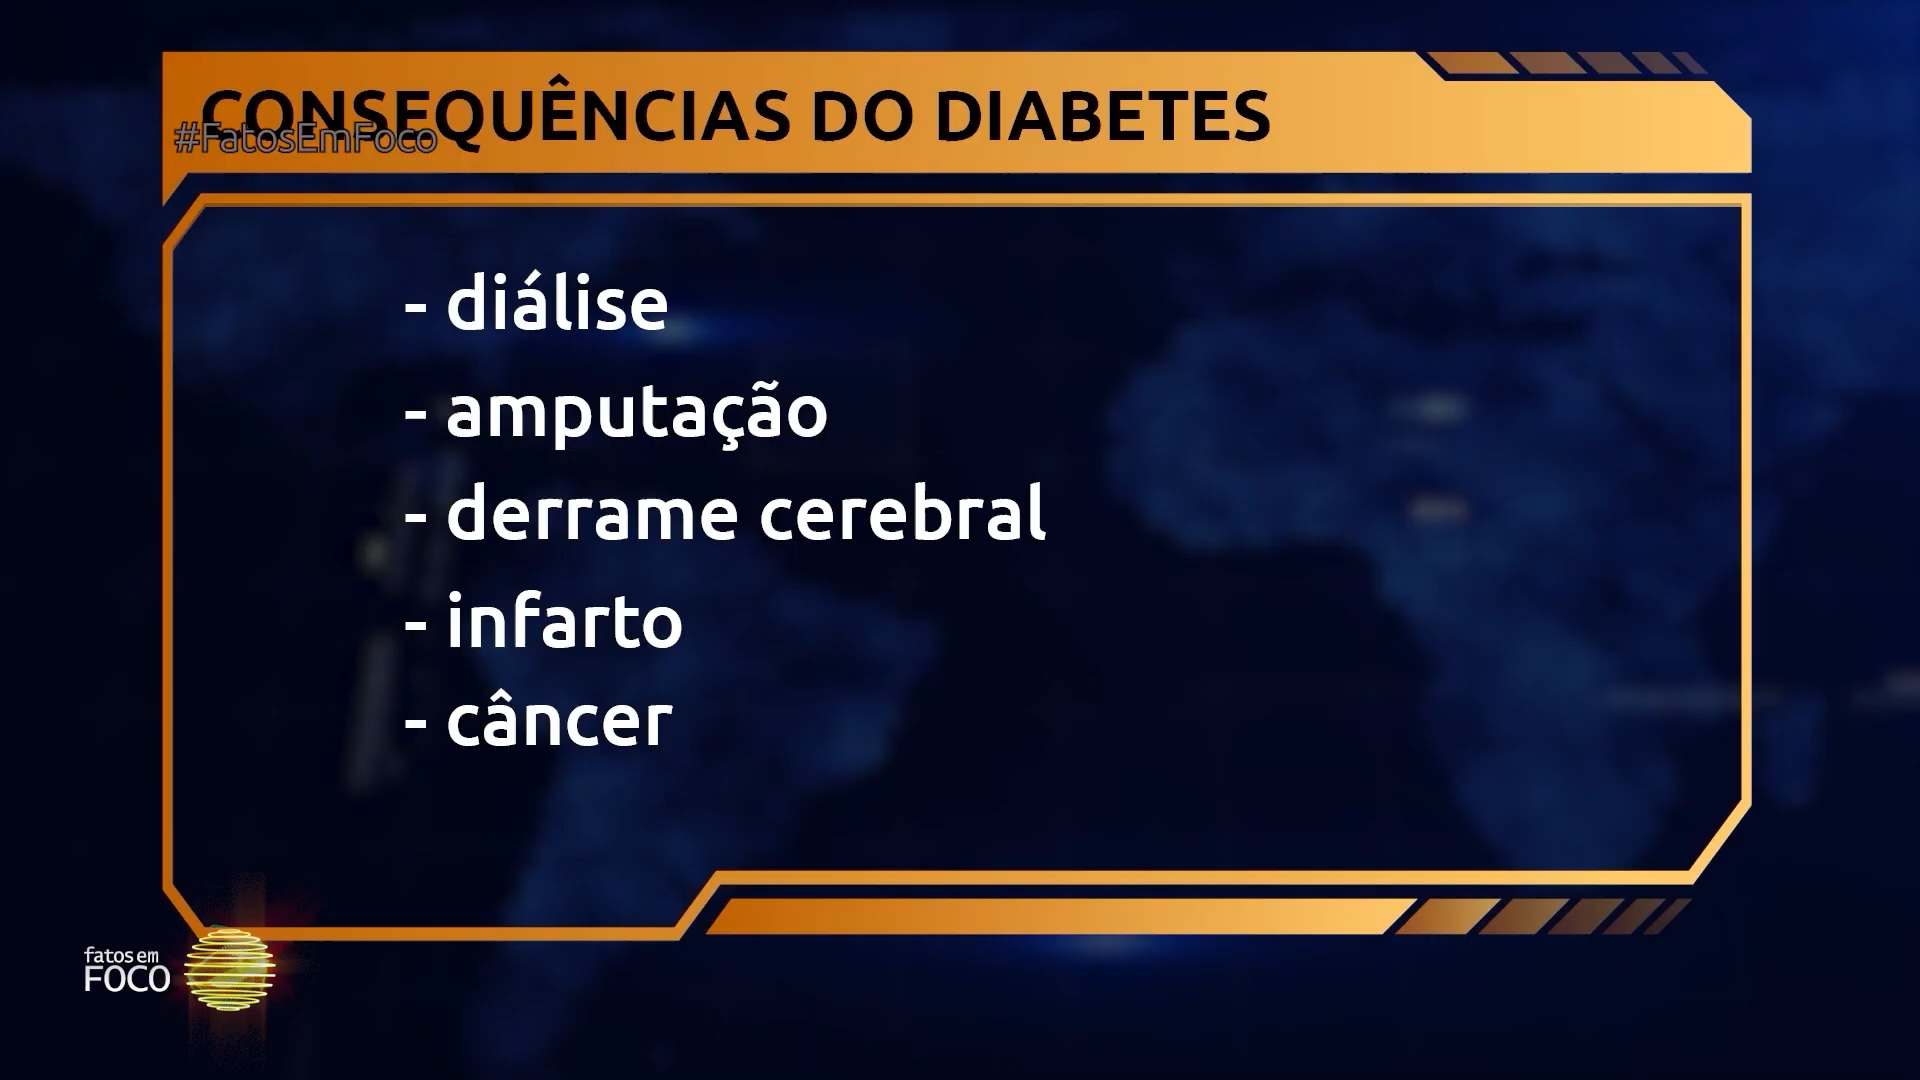 CONSEQUÊNCIAS DO DIABETES
#FatosEmFoco
- diálise
- amputação
- derrame cerebral
- infarto
- câncer
fatos em
FOCO